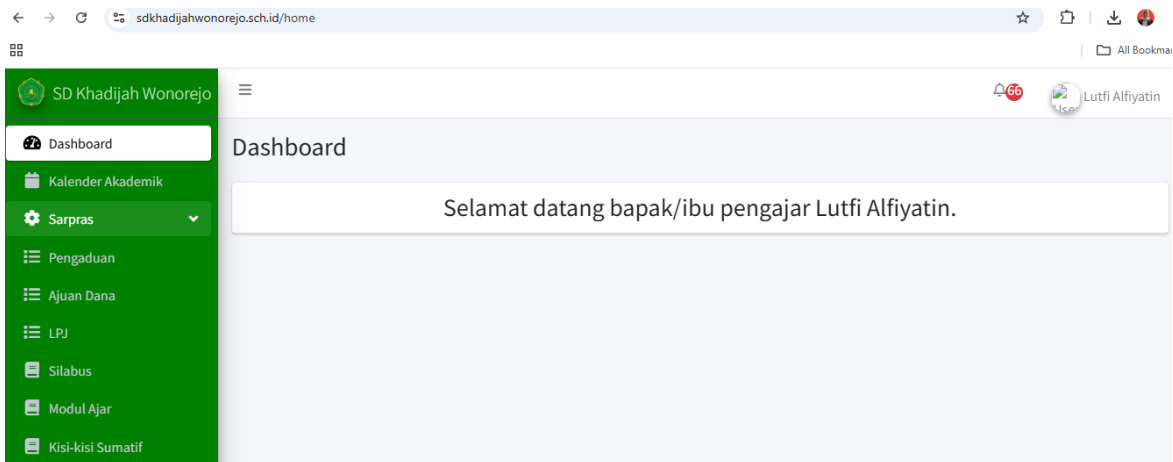 sdkhadijahwonorejo.sch.id/home
All Bookmar
SD Khadijah Wonorejo
66
Lutfi Alfiyatin
Dashboard
Dashboard
Kalender Akademik
Selamat datang bapak/ibu pengajar Lutfi Alfiyatin.
Sarpras
Pengaduan
Ajuan Dana
LPJ
Silabus
Modul Ajar
Kisi-kisi Sumatif